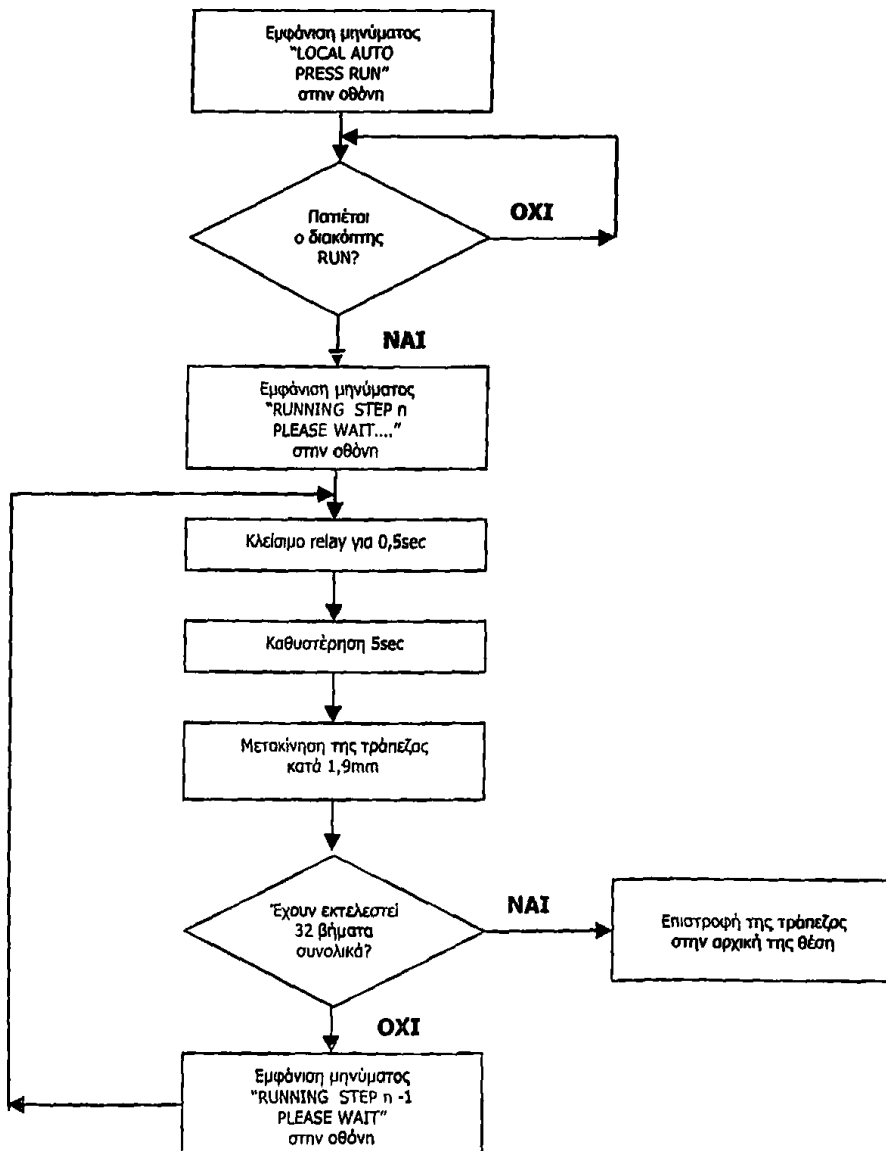 Εμφάνιση μηνύματος
"LOCAL AUTO
PRESS RUN"
στην οθόνη
Πατιέται
ο διακόπτης
RUN?
ΟΧΙ
ΝΑΙ
Εμφάνιση μηνύματος
"RUNNING STEP n
PLEASE WAIT...."
στην οθόνη
Κλείσιμο relay για 0,5sec
Καθυστέρηση 5sec
Μετακίνηση της τράπεζας
κατά 1,9mm
Έχουν εκτελεστεί
32 βήματα
συνολικά?
ΝΑΙ
Επιστροφή της τράπεζας
στην αρχική της θέση
ΟΧΙ
Εμφάνιση μηνύματος
"RUNNING STEP n -1
PLEASE WAIT"
στην οθόνη